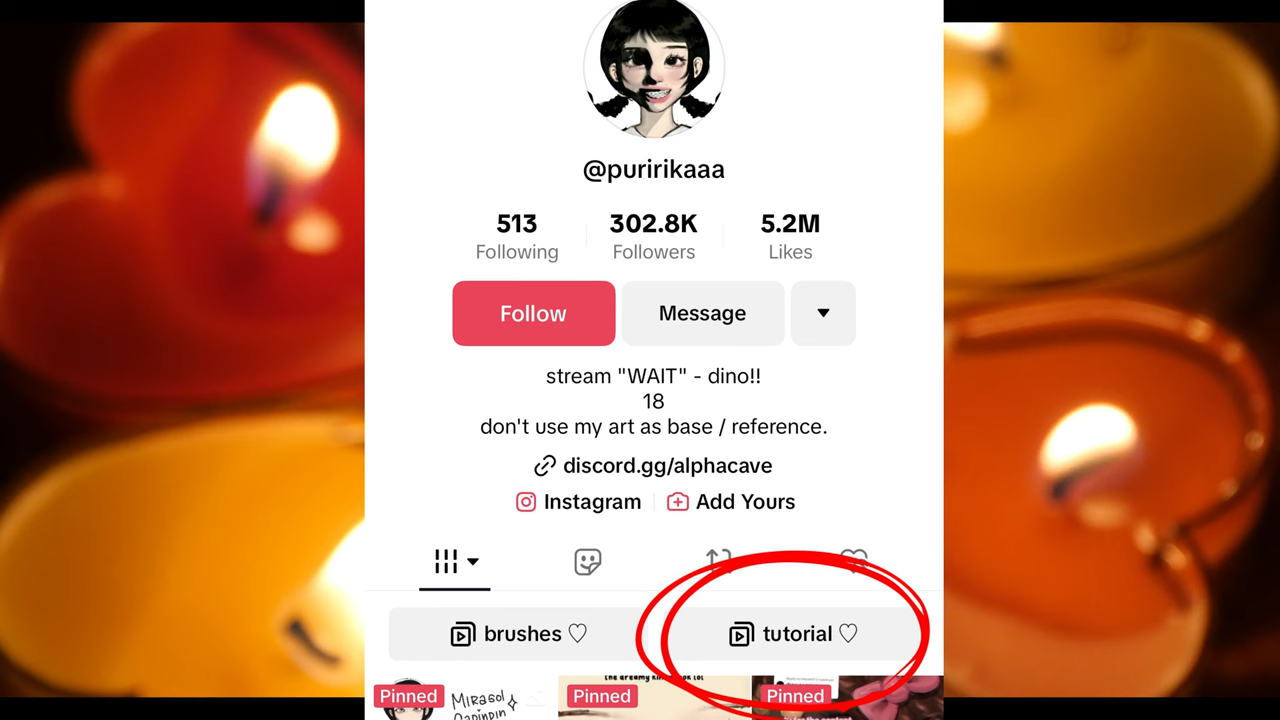 @puririkaaa
513 302.8K 5.2M
Following Followers Likes
Follow Message
stream "WAIT" - dino!!
18
don't use my art as base / reference.
discord.gg/alphacave
Instagram Add Yours
brushes ♡ tutorial ♡
Pinned Pinned Pinned
MIRASOL